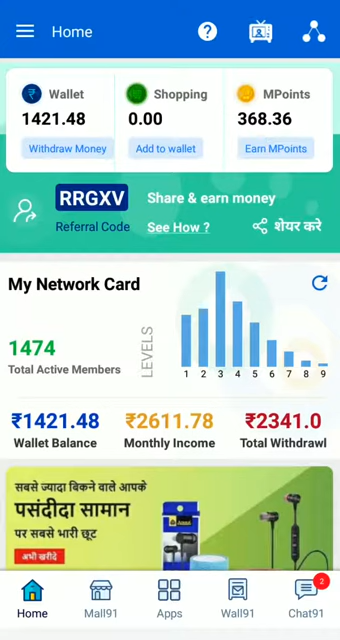 Home
Wallet
Shopping
MPoints
1421.48
0.00
368.36
Withdraw Money
Add to wallet
Earn MPoints
RRGXV
Share & earn money
Referral Code
See How ?
शेयर करे
My Network Card
LEVELS
1474
Total Active Members
1 2 3 4 5 6 7 8 9
₹1421.48
₹2611.78
₹2341.0
Wallet Balance
Monthly Income
Total Withdrawl
सबसे ज्यादा बिकने वाले आपके
पसंदीदा सामान
पर सबसे भारी छूट
अभी खरीदें
2
Home
Mall91
Apps
Wall91
Chat91